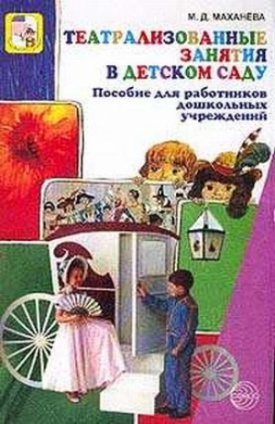 М. Д. МАХАНЁВА
ТЕАТРАЛИЗОВАННЫЕ
ЗАНЯТИЯ
В ДЕТСКОМ САДУ
Пособие для работников
дошкольных
учреждений